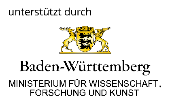 unterstützt durch
Baden-Württemberg
MINISTERIUM FÜR WISSENSCHAFT,
FORSCHUNG UND KUNST